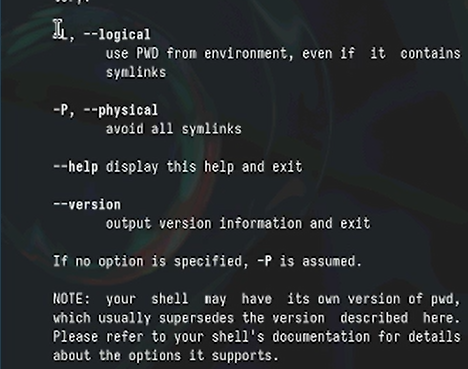 -L, --logical
use PWD from environment, even if it contains
symlinks
-P, --physical
avoid all symlinks
--help display this help and exit
--version
output version information and exit
If no option is specified, -P is assumed.
NOTE: your shell may have its own version of pwd,
which usually supersedes the version described here.
Please refer to your shell's documentation for details
about the options it supports.